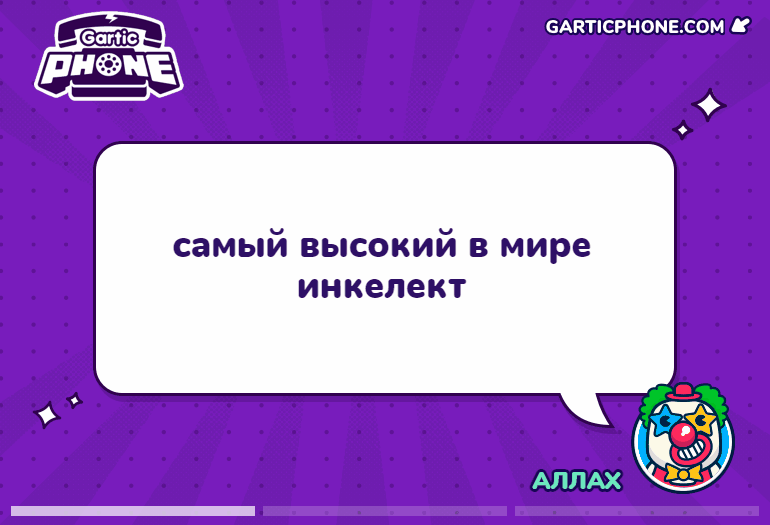 Gartic
PHONE
GARTICPHONE.COM
самый высокий в мире
инкелект
АЛЛАХ